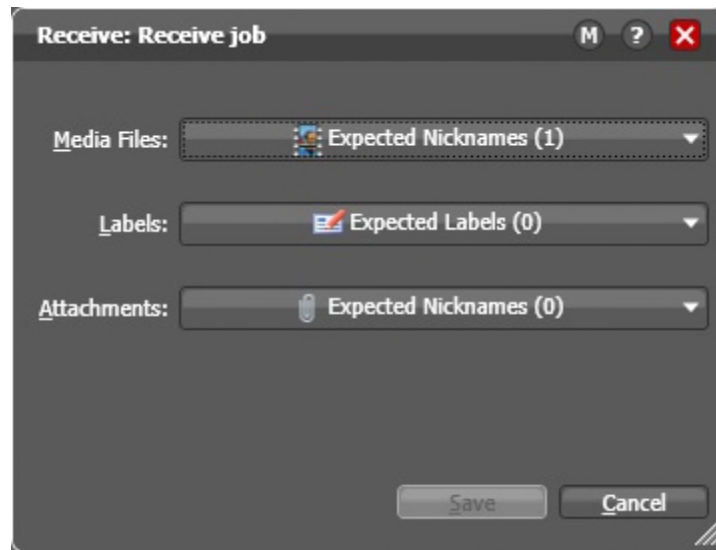 Receive: Receive job M ?
Media Files: Expected Nicknames (1)
Labels: Expected Labels (0)
Attachments: Expected Nicknames (0)
Save Cancel